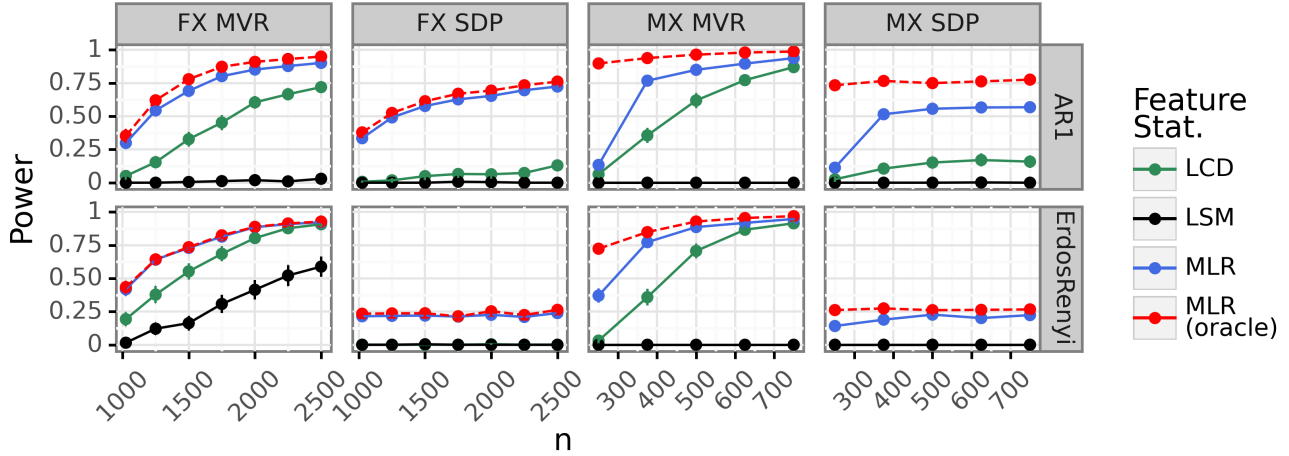 FX MVR
FX SDP
MX MVR
MX SDP
Power
1
0.75
0.50
0.25
0
AR1
1
0.75
0.50
0.25
0
ErdosRenyi
1000
1500
2000
2500
1000
1500
2000
2500
300
400
500
600
700
300
400
500
600
700
n
Feature
Stat.
LCD
LSM
MLR
MLR
(oracle)